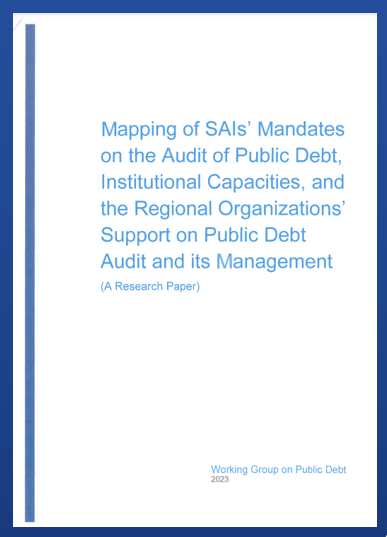 Mapping of SAIs’ Mandates
on the Audit of Public Debt,
Institutional Capacities, and
the Regional Organizations’
Support on Public Debt
Audit and its Management
(A Research Paper)
Working Group on Public Debt
2023